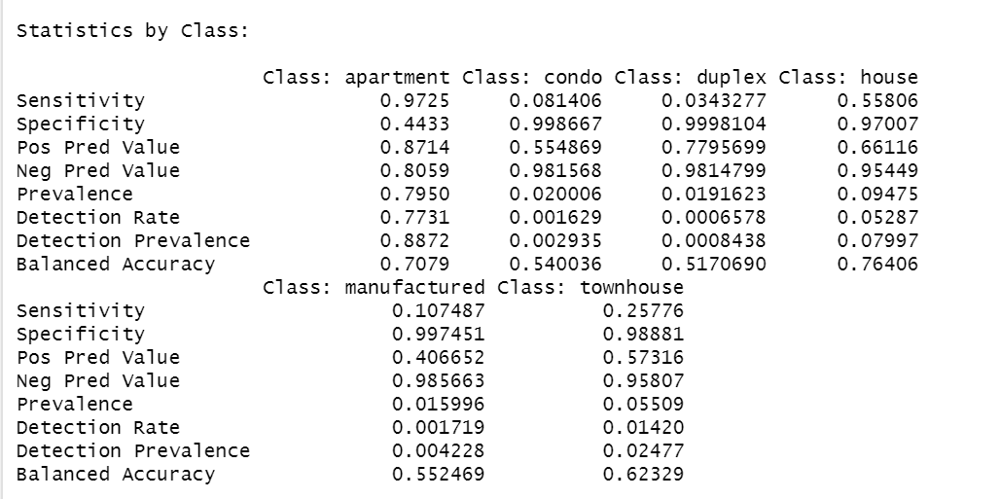 Statistics by Class:

                     Class: apartment Class: condo Class: duplex Class: house
Sensitivity                    0.9725     0.081406     0.0343277      0.55806
Specificity                    0.4433     0.998667     0.9998104      0.97007
Pos Pred Value                 0.8714     0.554869     0.7795699      0.66116
Neg Pred Value                 0.8059     0.981568     0.9814799      0.95449
Prevalence                     0.7950     0.020006     0.0191623      0.09475
Detection Rate                 0.7731     0.001629     0.0006578      0.05287
Detection Prevalence           0.8872     0.002935     0.0008438      0.07997
Balanced Accuracy              0.7079     0.540036     0.5170690      0.76406
                     Class: manufactured Class: townhouse
Sensitivity                     0.107487          0.25776
Specificity                     0.997451          0.98881
Pos Pred Value                  0.406652          0.57316
Neg Pred Value                  0.985663          0.95807
Prevalence                      0.015996          0.05509
Detection Rate                  0.001719          0.01420
Detection Prevalence            0.004228          0.02477
Balanced Accuracy               0.552469          0.62329